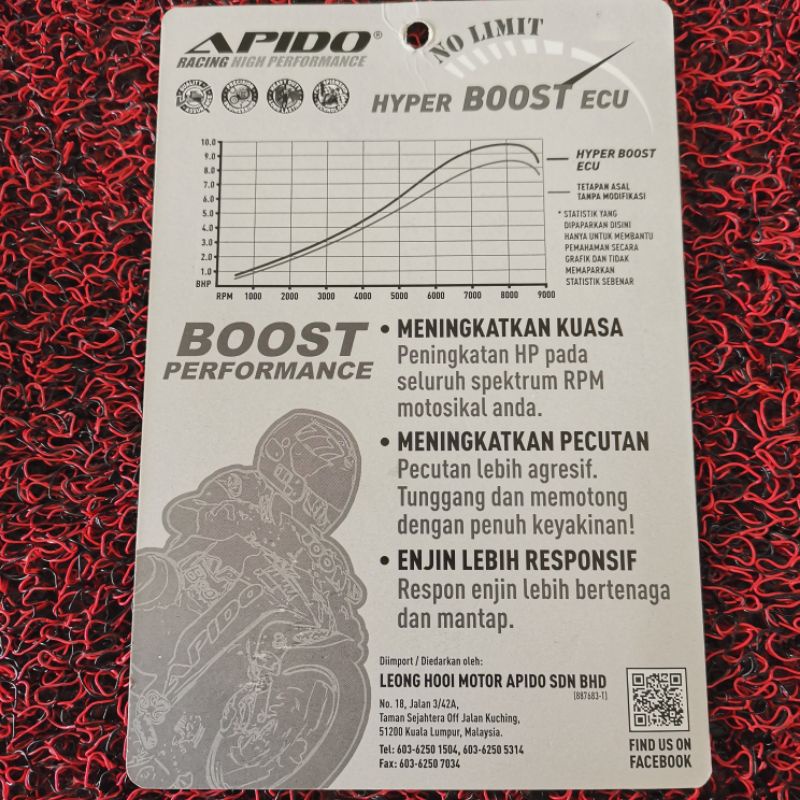 APIDO®
RACING HIGH PERFORMANCE
NO LIMIT
HYPER BOOST ECU
10.0
9.0
8.0
7.0
6.0
5.0
4.0
3.0
2.0
1.0
BHP
RPM 1000 2000 3000 4000 5000 6000 7000 8000 9000
HYPER BOOST
ECU
TETAPAN ASAL
TANPA MODIFIKASI
* STATISTIK YANG
DIPAPARKAN DISINI
HANYA UNTUK MEMBANTU
PEMAHAMAN SECARA
GRAFIK DAN TIDAK
MEMAPARKAN
STATISTIK SEBENAR
BOOST
PERFORMANCE
• MENINGKATKAN KUASA
Peningkatan HP pada
seluruh spektrum RPM
motosikal anda.
• MENINGKATKAN PECUTAN
Pecutan lebih agresif.
Tunggang dan memotong
dengan penuh keyakinan!
• ENJIN LEBIH RESPONSIF
Respon enjin lebih bertenaga
dan mantap.
APIDO
Diimport / Diedarkan oleh:
LEONG HOOI MOTOR APIDO SDN BHD
(887683-T)
No. 18, Jalan 3/42A,
Taman Sejahtera Off Jalan Kuching,
51200 Kuala Lumpur, Malaysia.
Tel: 603-6250 1504, 603-6250 5314
Fax: 603-6250 7034
FIND US ON
FACEBOOK